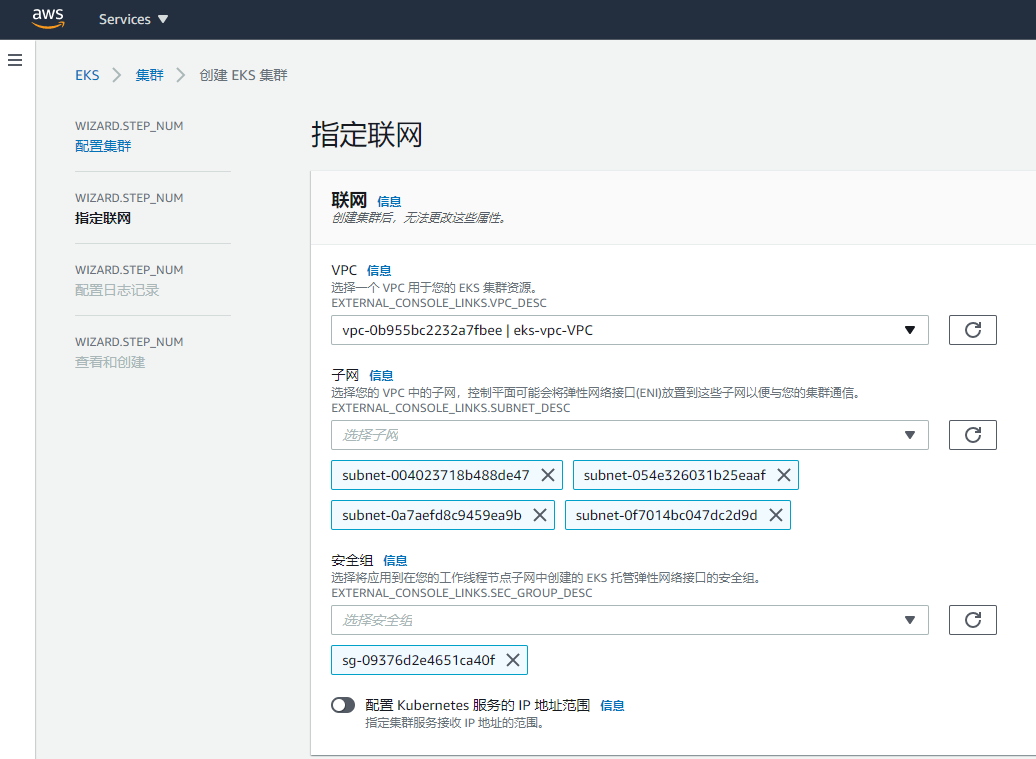 aws Services
EKS 集群 创建 EKS 集群
WIZARD.STEP_NUM
配置集群
WIZARD.STEP_NUM
指定联网
WIZARD.STEP_NUM
配置日志记录
WIZARD.STEP_NUM
查看和创建
指定联网
联网 信息
创建集群后，无法更改这些属性。
VPC 信息
选择一个 VPC 用于您的 EKS 集群资源。
EXTERNAL_CONSOLE_LINKS.VPC_DESC
vpc-0b955bc2232a7fbee | eks-vpc-VPC
子网 信息
选择您的 VPC 中的子网，控制平面可能会将弹性网络接口(ENI)放置到这些子网以便与您的集群通信。
EXTERNAL_CONSOLE_LINKS.SUBNET_DESC
选择子网
subnet-004023718b488de47 subnet-054e326031b25eaaf
subnet-0a7aefd8c9459ea9b subnet-0f7014bc047dc2d9d
安全组 信息
选择将应用到在您的工作线程节点子网中创建的 EKS 托管弹性网络接口的安全组。
EXTERNAL_CONSOLE_LINKS.SEC_GROUP_DESC
选择安全组
sg-09376d2e4651ca40f
配置 Kubernetes 服务的 IP 地址范围 信息
指定集群服务接收 IP 地址的范围。